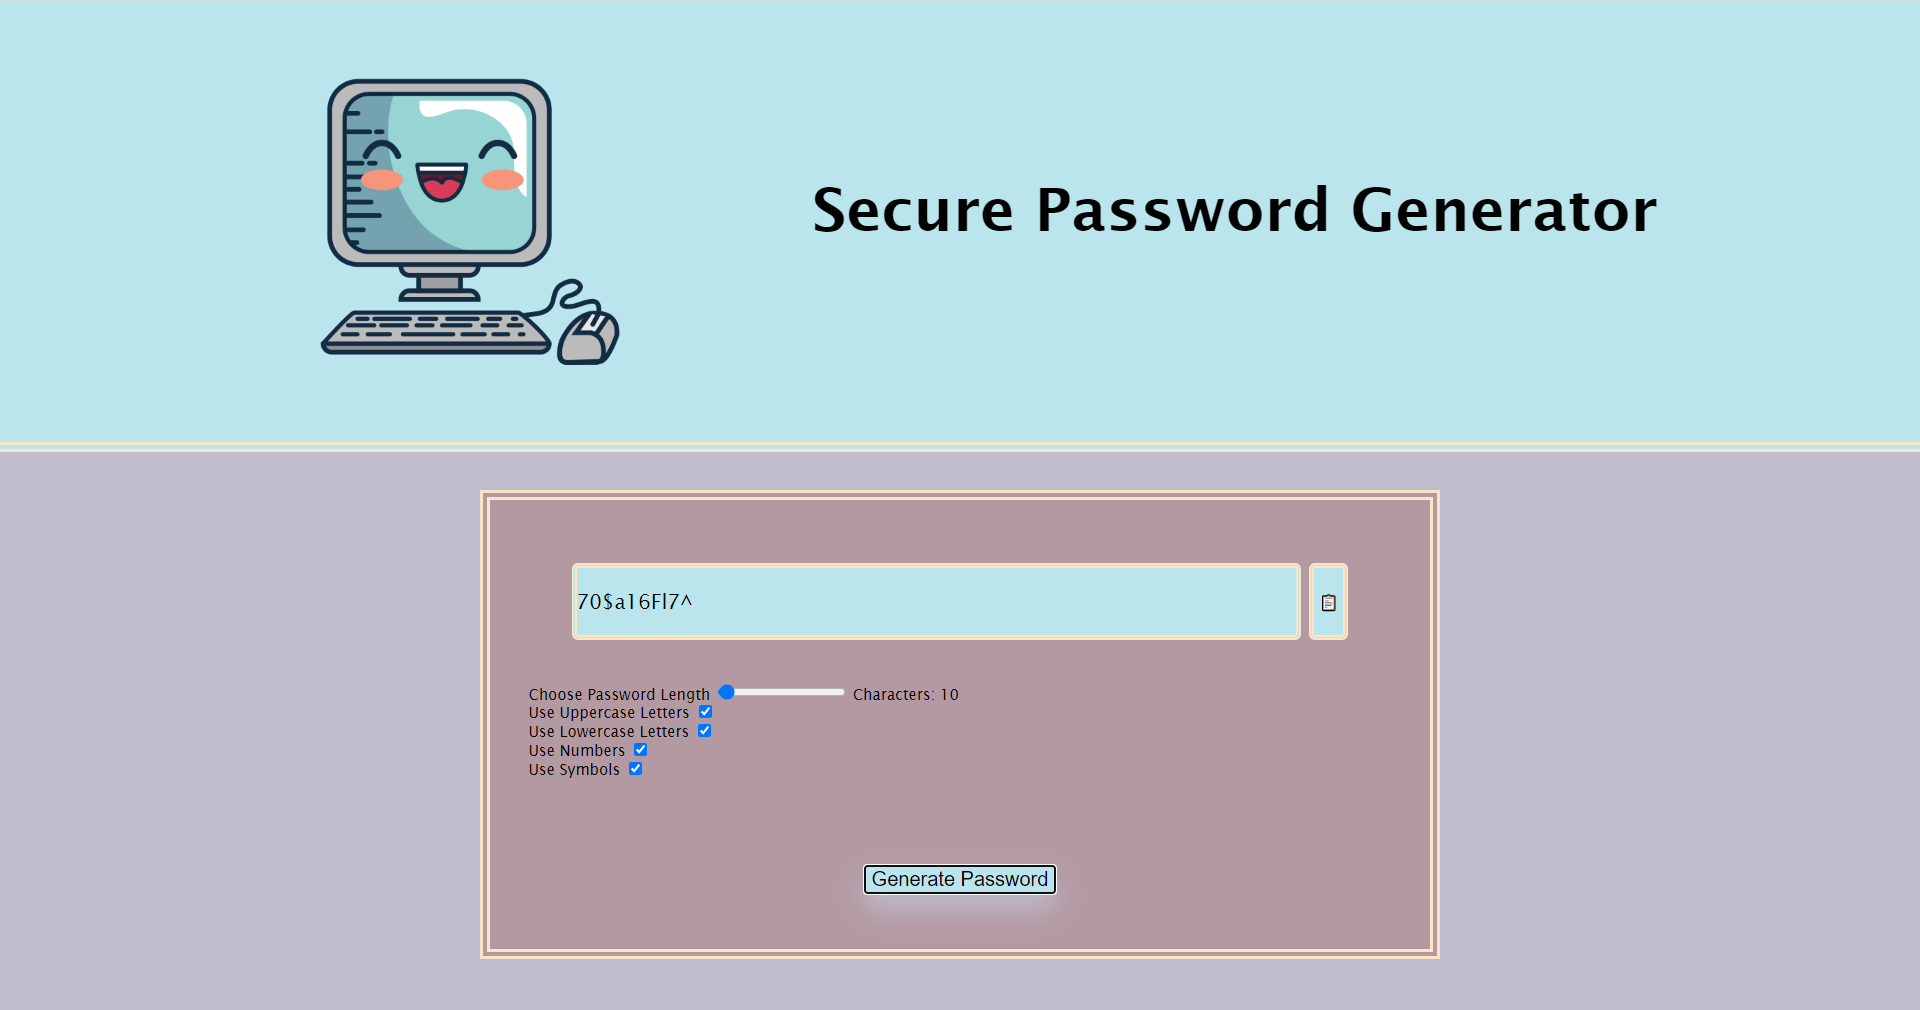 Secure Password Generator
70$a16Fl7^
Choose Password Length Characters: 10
Use Uppercase Letters
Use Lowercase Letters
Use Numbers
Use Symbols
Generate Password